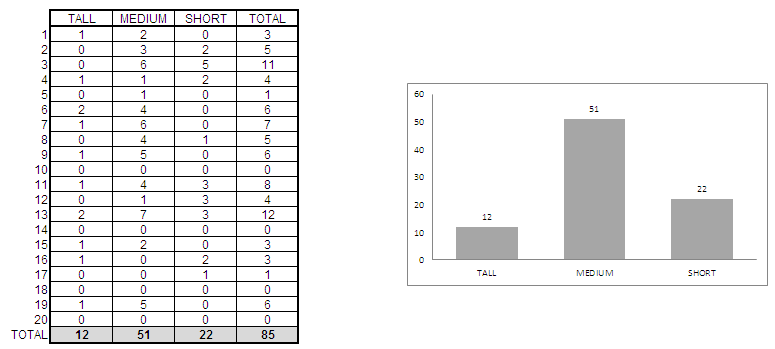 TALL MEDIUM SHORT TOTAL
1 1 2 0 3
2 0 3 2 5
3 0 6 5 11
4 1 1 2 4
5 0 1 0 1
6 2 4 0 6
7 1 6 0 7
8 0 4 1 5
9 1 5 0 6
10 0 0 0 0
11 1 4 3 8
12 0 1 3 4
13 2 7 3 12
14 0 0 0 0
15 1 2 0 3
16 1 0 2 3
17 0 0 1 1
18 0 0 0 0
19 1 5 0 6
20 0 0 0 0
TOTAL 12 51 22 85
60
50
40
30
20
10
0
12
51
22
TALL MEDIUM SHORT